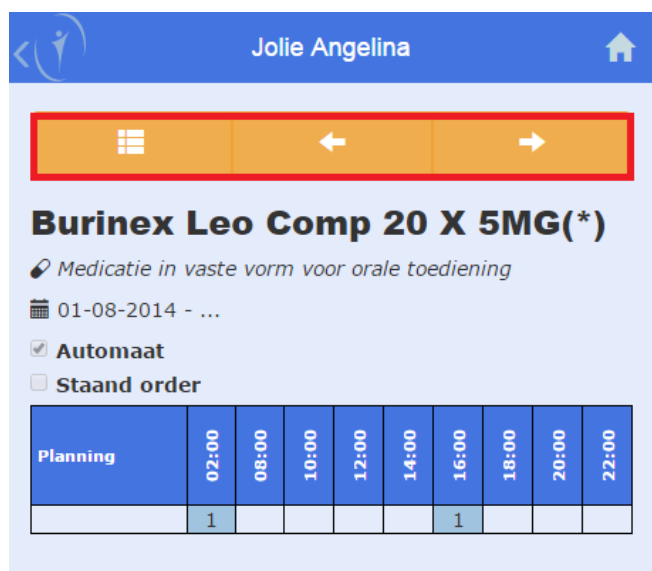 Jolie Angelina
Burinex Leo Comp 20 X 5MG(*)
Medicatie in vaste vorm voor orale toediening
01-08-2014 - ...
Automaat
Staand order
Planning 02:00 08:00 10:00 12:00 14:00 16:00 18:00 20:00 22:00
1 1